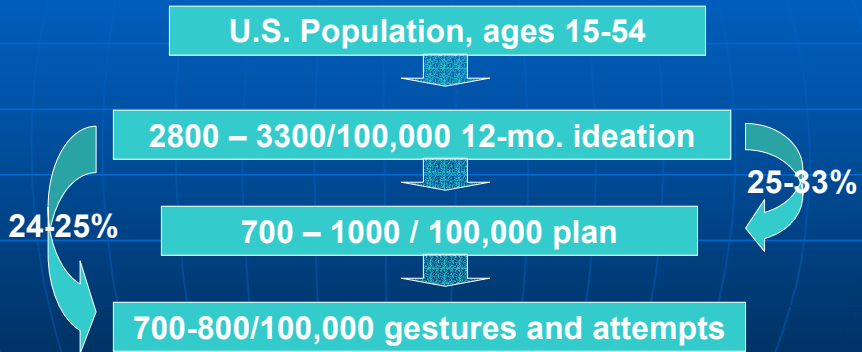 U.S. Population, ages 15-54
2800 – 3300/100,000 12-mo. ideation
25-33%
24-25%
700 – 1000 / 100,000 plan
700-800/100,000 gestures and attempts